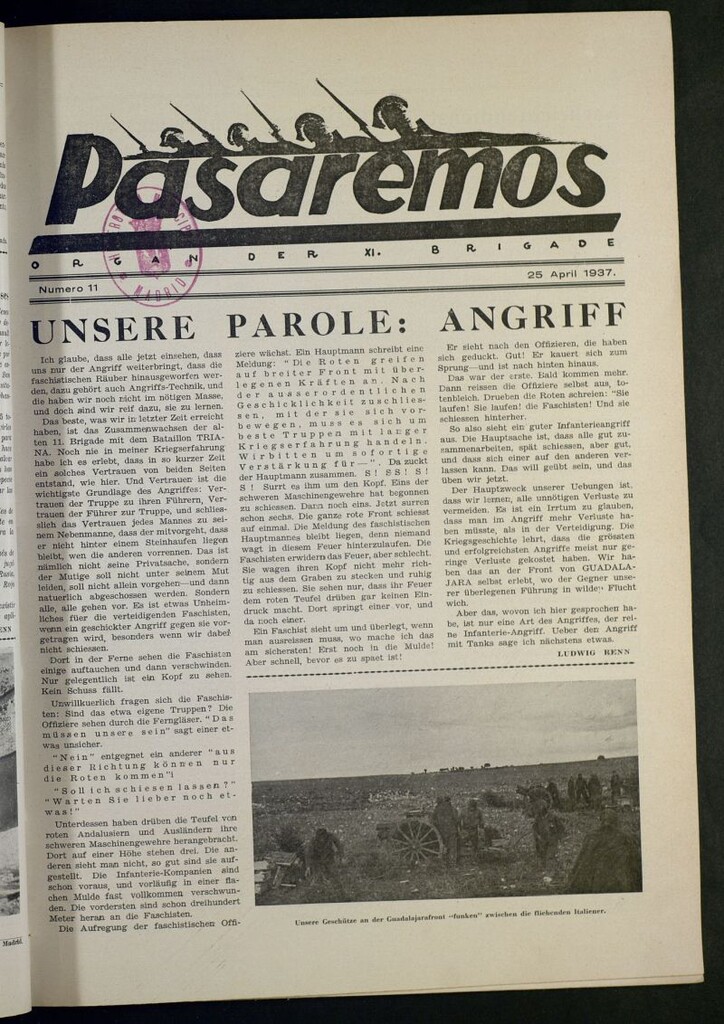 Pasaremos
ORGAN DER XI. BRIGADE
Numero 11
25 April 1937.
MADRID
UNSERE PAROLE: ANGRIFF
Ich glaube, dass alle jetzt einsehen, dass
uns nur der Angriff weiterbringt, dass die
faschistischen Räuber hinausgeworfen wer-
den, dazu gehört auch Angriffs-Technik, und
die haben wir noch nicht im nötigen Masse,
und doch sind wir reif dazu, sie zu lernen.
Das beste, was wir in letzter Zeit erreicht
haben, ist das Zusammenwachsen der al-
ten 11. Brigade mit dem Bataillon TRIA-
NA. Noch nie in meiner Kriegserfahrung
habe ich es erlebt, dass in so kurzer Zeit
ein solches Vertrauen von beiden Seiten
entstand, wie hier. Und Vertrauen ist die
wichtigste Grundlage des Angriffes: Ver-
trauen der Truppe zu ihren Führern, Ver-
trauen der Führer zur Truppe, und schlies-
slich das Vertrauen jedes Mannes zu sei-
nem Nebenmanne, dass der mitvorgeht, dass
er nicht hinter einem Steinhaufen liegen
bleibt, wen die anderen vorrennen. Das ist
nämlich nicht seine Privatsache, sondern
der Mutige soll nicht unter seinem Mut
leiden, soll nicht allein vorgehen—und dann
natuerlich abgeschossen werden. Sondern
alle, alle gehen vor. Es ist etwas Unheim-
liches füer die verteidigenden Faschisten,
wenn ein geschickter Angriff gegen sie vor-
getragen wird, besonders wenn wir dabei
nicht schiessen.
Dort in der Ferne sehen die Faschisten
einige auftauchen und dann verschwinden.
Nur gelegentlich ist ein Kopf zu sehen.
Kein Schuss fällt.
Unwillkuerlich fragen sich die Faschis-
ten: Sind das etwa eigene Truppen? Die
Offiziere sehen durch die Ferngläser. "Das
müssen unsere sein" sagt einer et-
was unsicher.
"Nein" entgegnet ein anderer "aus
dieser Richtung können nur
die Roten kommen"!
"Soll ich schiesen lassen?"
"Warten Sie lieber noch et-
was!"
Unterdessen haben drüben die Teufel von
roten Andalusiern und Ausländern ihre
schweren Maschinengewehre herangebracht.
Dort auf einer Höhe stehen drei. Die an-
deren sieht man nicht, so gut sind sie auf-
gestellt. Die Infanterie-Kompanien sind
schon voraus, und vorläufig in einer fla-
chen Mulde fast vollkommen verschwun-
den. Die vordersten sind schon dreihundert
Meter heran an die Faschisten.
Die Aufregung der faschistischen Offi-
ziere wächst. Ein Hauptmann schreibt eine
Meldung: "Die Roten greifen
auf breiter Front mit über-
legenen Kräften an. Nach
der ausserordentlichen
Geschicklichkeit zuschlies-
sen, mit der sie sich vor-
bewegen, muss es sich um
beste Truppen mit langer
Kriegserfahrung handeln.
Wir bitten um sofortige
Verstärkung für—". Da zuckt
der Hauptmann zusammen. S! SS! S!
S! Surrt es ihm um den Kopf. Eins der
schweren Maschinengewehre hat begonnen
zu schiessen. Dann noch eins. Jetzt surren
schon sechs. Die ganze rote Front schiesst
auf einmal. Die Meldung des faschistischen
Hauptmannes bleibt liegen, denn niemand
wagt in diesem Feuer hinterzulaufen. Die
Faschisten erwidern das Feuer, aber schlecht.
Sie wagen ihren Kopf nicht mehr rich-
tig aus dem Graben zu stecken und ruhig
zu schiessen. Sie sehen nur, dass ihr Feuer
dem roten Teufel drüben gar keinen Ein-
druck macht. Dort springt einer vor, und
da noch einer.
Ein Faschist sieht um und überlegt, wenn
man ausreissen muss, wo mache ich das
am sichersten! Erst noch in die Mulde!
Aber schnell, bevor es zu spaet ist!
Er sieht nach den Offizieren, die haben
sich geduckt. Gut! Er kauert sich zum
Sprung—und ist nach hinten hinaus.
Das war der erste. Bald kommen mehr.
Dann reissen die Offiziere selbst aus, to-
tenbleich. Drueben die Roten schreien: "Sie
laufen! Sie laufen! die Faschisten! Und sie
schiessen hinterher.
So also sieht ein guter Infanterieangriff
aus. Die Hauptsache ist, dass alle gut zu-
sammenarbeiten, spät schiessen, aber gut,
und dass sich einer auf den anderen ver-
lassen kann. Das will geübt sein, und das
üben wir jetzt.
Der Hauptzweck unserer Uebungen ist,
dass wir lernen, alle unnötigen Verluste zu
vermeiden. Es ist ein Irrtum zu glauben,
dass man im Angriff mehr Verluste ha-
ben müsste, als in der Verteidigung. Die
Kriegsgeschichte lehrt, dass die grössten
und erfolgreichsten Angriffe meist nur ge-
ringe Verluste gekostet haben. Wir ha-
ben das an der Front von GUADALA-
JARA selbst erlebt, wo der Gegner unse-
rer überlegenen Führung in wilder Flucht
wich.
Aber das, wovon ich hier gesprochen ha-
be, ist nur eine Art des Angriffes, der rei-
ne Infanterie-Angriff. Ueber den Angriff
mit Tanks sage ich nächstens etwas.
LUDWIG RENN
Unsere Geschütze an der Guadalajarafront "funken" zwischen die fliehenden Italiener.
Madrid.